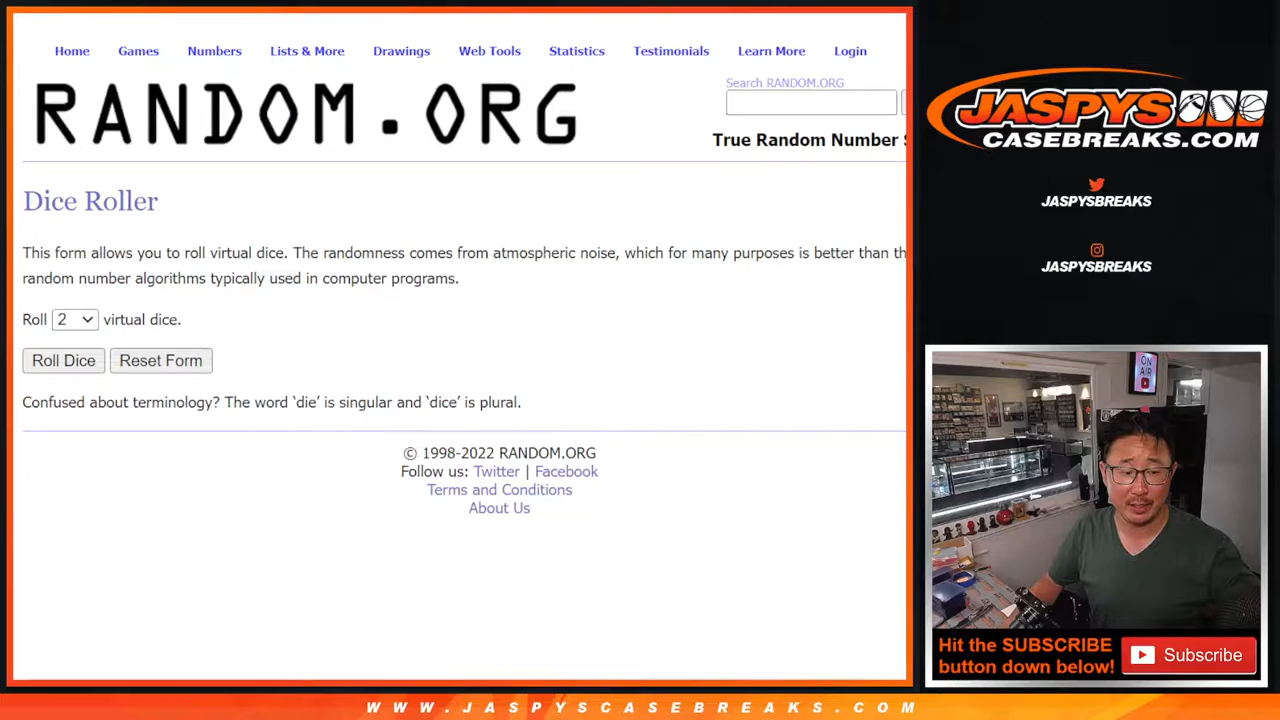 Home Games Numbers Lists & More Drawings Web Tools Statistics Testimonials Learn More Login
RANDOM.ORG
Search RANDOM.ORG
True Random Number S
Dice Roller
This form allows you to roll virtual dice. The randomness comes from atmospheric noise, which for many purposes is better than th
random number algorithms typically used in computer programs.
Roll 2 virtual dice.
Roll Dice Reset Form
Confused about terminology? The word ‘die’ is singular and ‘dice’ is plural.
© 1998-2022 RANDOM.ORG
Follow us: Twitter | Facebook
Terms and Conditions
About Us
JASPYS
CASEBREAKS.COM
JASPYSBREAKS
JASPYSBREAKS
ON
AIR
Hit the SUBSCRIBE
button down below!
Subscribe
WWW.JASPYSCASEBREAKS.COM